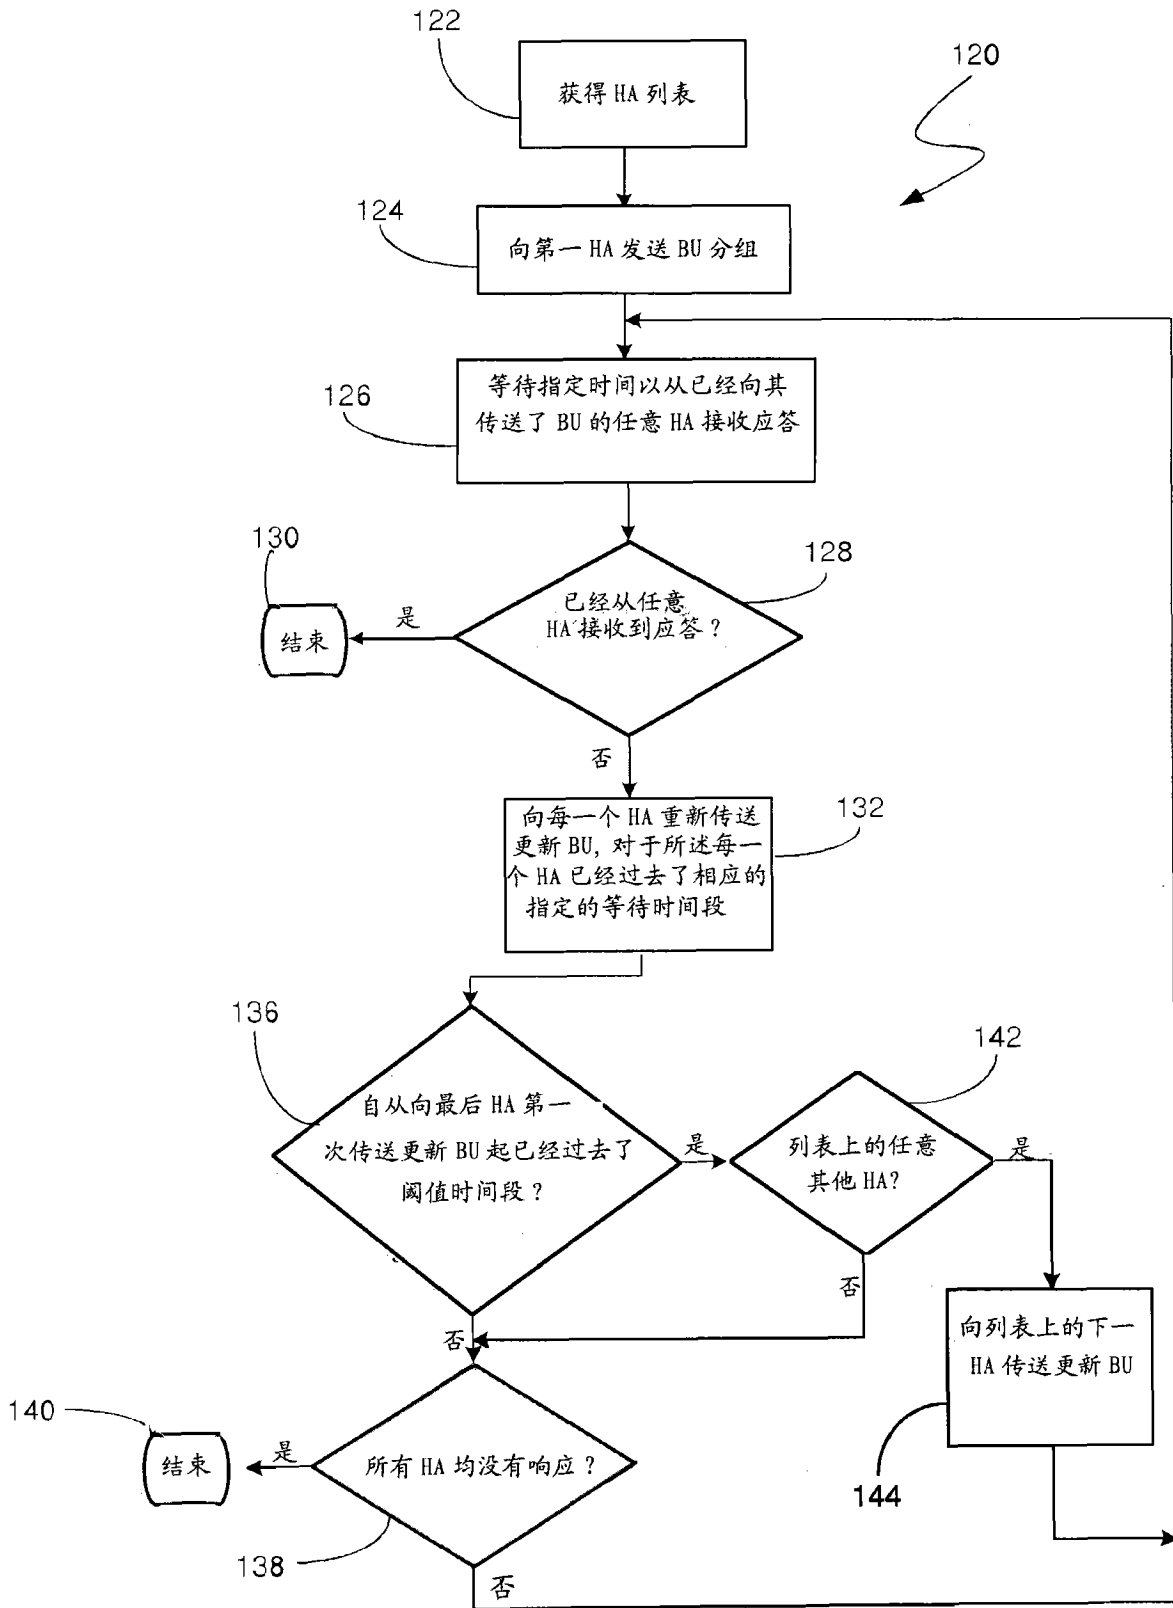 122
获得 HA 列表
120
124
向第一 HA 发送 BU 分组
126
等待指定时间以从已经向其
传送了 BU 的任意 HA 接收应答
130
结束
是
128
已经从任意
HA 接收到应答？
否
132
向每一个 HA 重新传送
更新 BU, 对于所述每一
个 HA 已经过去了相应的
指定的等待时间段
136
自从向最后 HA 第一
次传送更新 BU 起已经过去了
阈值时间段？
是
142
列表上的任意
其他 HA?
是
否
否
向列表上的下一
HA 传送更新 BU
144
140
结束
是
所有 HA 均没有响应？
138
否